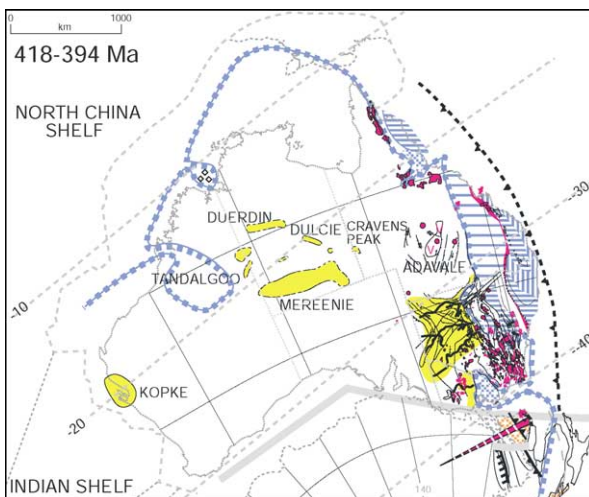 0 1000
km
418-394 Ma
NORTH CHINA
SHELF
-30
DUERDIN
DULCIE
CRAVENS
PEAK
V
V
V
ADAVALE
TANDALGOO
MEREENIE
-10
-40
KOPKE
-20
INDIAN SHELF
140